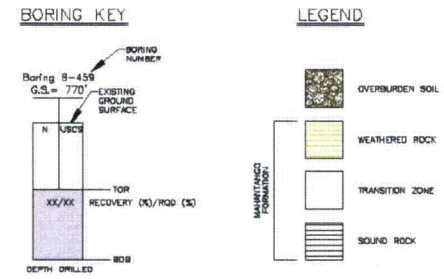 BORING KEY
BORING
NUMBER
Boring B-459
G.S.= 770'
EXISTING
GROUND
SURFACE
N USCS
TOR
XX/XX RECOVERY (%)/RQD (%)
BOB
DEPTH DRILLED
LEGEND
OVERBURDEN SOIL
WEATHERED ROCK
TRANSITION ZONE
SOUND ROCK
MAHANTANGO
FORMATION